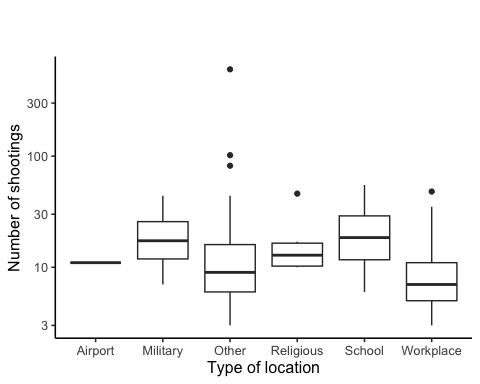 Number of shootings
300
100
30
10
3
Airport Military Other Religious School Workplace
Type of location